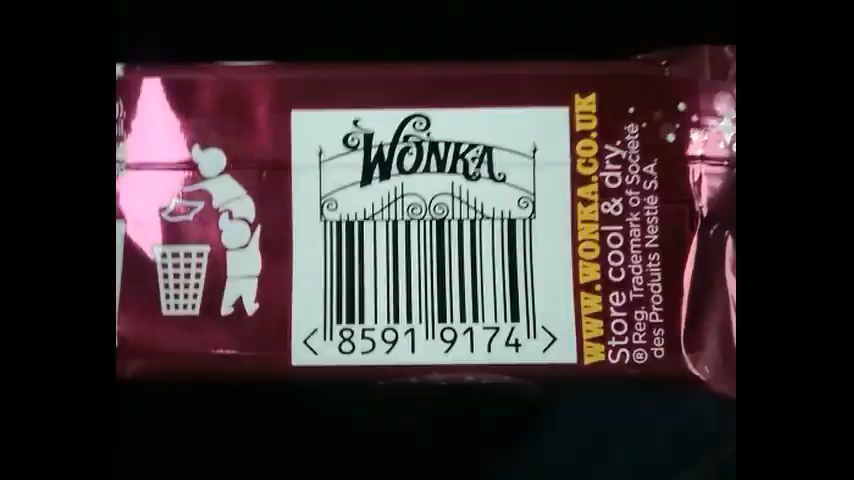 WONKA
< 8591 9174 >
WWW.WONKA.CO.UK
Store cool & dry.
® Reg. Trademark of Société
des Produits Nestlé S.A.